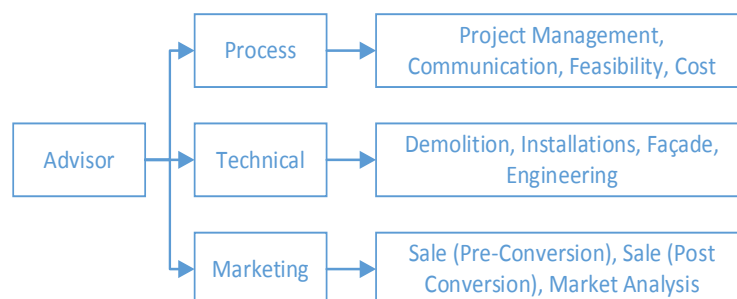 Process
Project Management,
Communication, Feasibility, Cost
Advisor
Technical
Demolition, Installations, Façade,
Engineering
Marketing
Sale (Pre-Conversion), Sale (Post
Conversion), Market Analysis